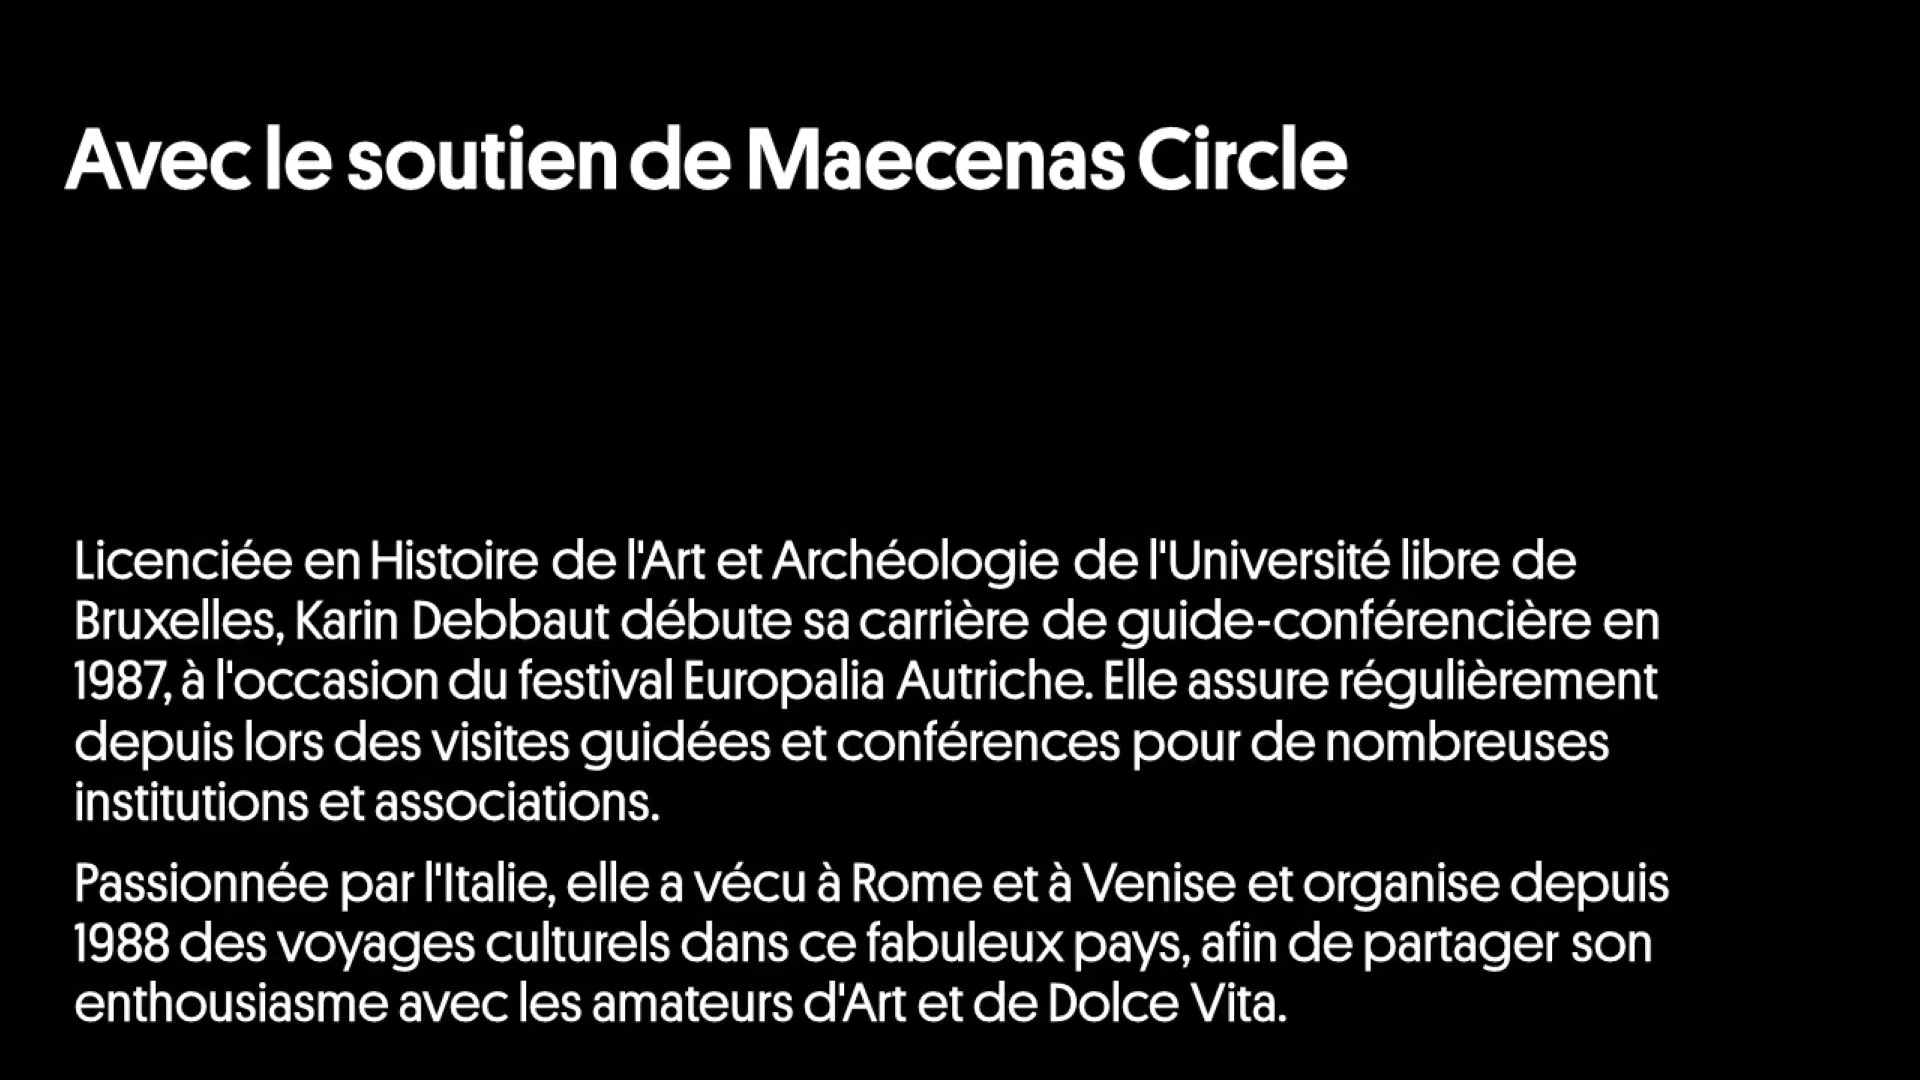 Avec le soutien de Maecenas Circle
Licenciée en Histoire de l'Art et Archéologie de l'Université libre de
Bruxelles, Karin Debbaut débute sa carrière de guide-conférencière en
1987, à l'occasion du festival Europalia Autriche. Elle assure régulièrement
depuis lors des visites guidées et conférences pour de nombreuses
institutions et associations.
Passionnée par l'Italie, elle a vécu à Rome et à Venise et organise depuis
1988 des voyages culturels dans ce fabuleux pays, afin de partager son
enthousiasme avec les amateurs d'Art et de Dolce Vita.